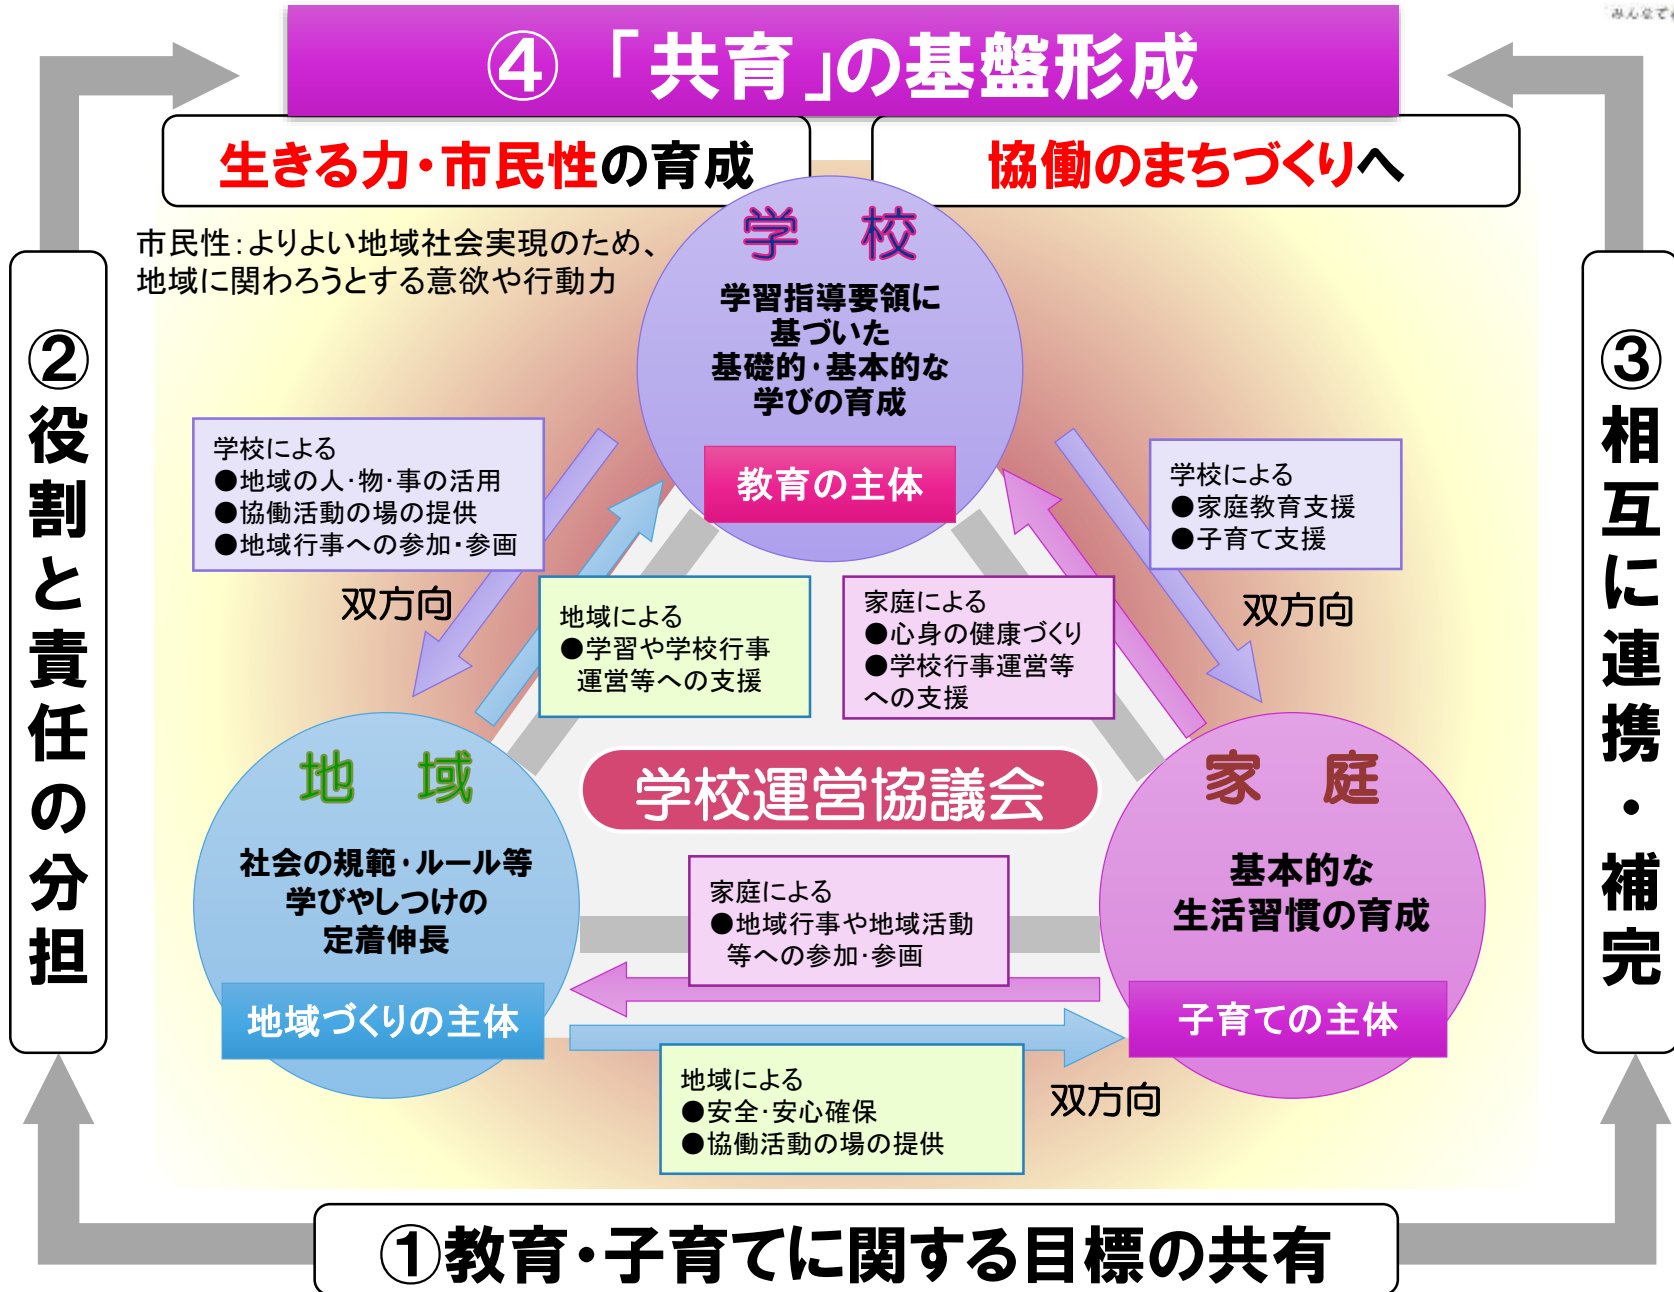 ④「共育」の基盤形成
生きる力・市民性の育成
協働のまちづくりへ
市民性：よりよい地域社会実現のため、
地域に関わろうとする意欲や行動力
学　校
学習指導要領に
基づいた
基礎的・基本的な
学びの育成
教育の主体
②役割と責任の分担
③相互に連携・補完
学校による
●地域の人・物・事の活用
●協働活動の場の提供
●地域行事への参加・参画
双方向
学校による
●家庭教育支援
●子育て支援
双方向
地域による
●学習や学校行事
運営等への支援
家庭による
●心身の健康づくり
●学校行事運営等
への支援
学校運営協議会
地　域
社会の規範・ルール等
学びやしつけの
定着伸長
地域づくりの主体
家　庭
基本的な
生活習慣の育成
子育ての主体
家庭による
●地域行事や地域活動
等への参加・参画
地域による
●安全・安心確保
●協働活動の場の提供
双方向
①教育・子育てに関する目標の共有